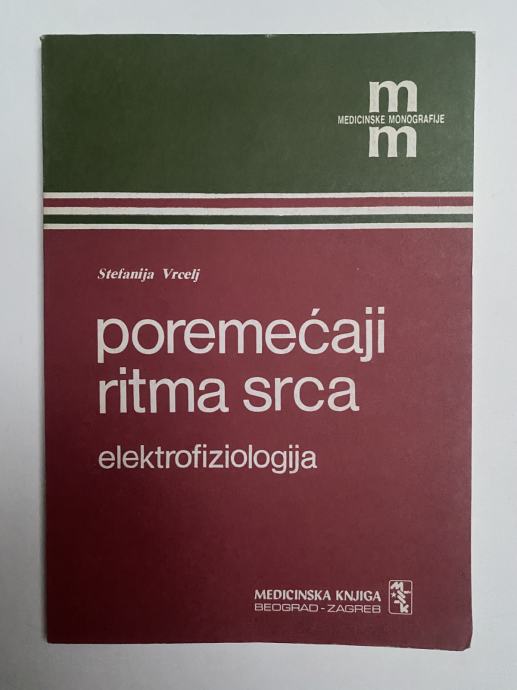 m
MEDICINSKE MONOGRAFIJE
m
Stefanija Vrcelj
poremećaji
ritma srca
elektrofiziologija
MEDICINSKA KNJIGA
BEOGRAD - ZAGREB